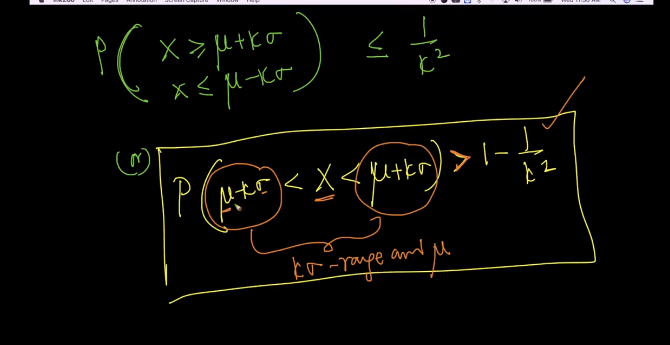 P ( X ≥ μ+kσ
x ≤ μ-kσ ) ≤ 1/k²
(or)
P ( μ-kσ < X < μ+kσ ) > 1 - 1/k²
kσ-range and μ